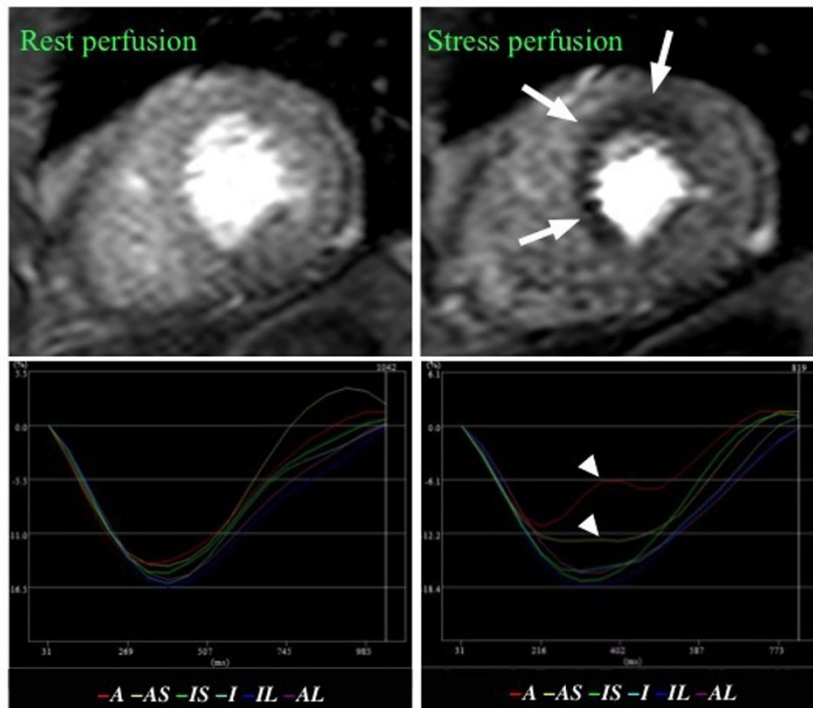 Rest perfusion
Stress perfusion
(%)
1042
5.5
0.0
-5.5
-11.0
-16.5
31 269 507 745 983
(ms)
A AS IS I IL AL
(%)
819
6.1
0.0
-6.1
-12.3
-18.4
31 216 402 587 773
(ms)
A AS IS I IL AL